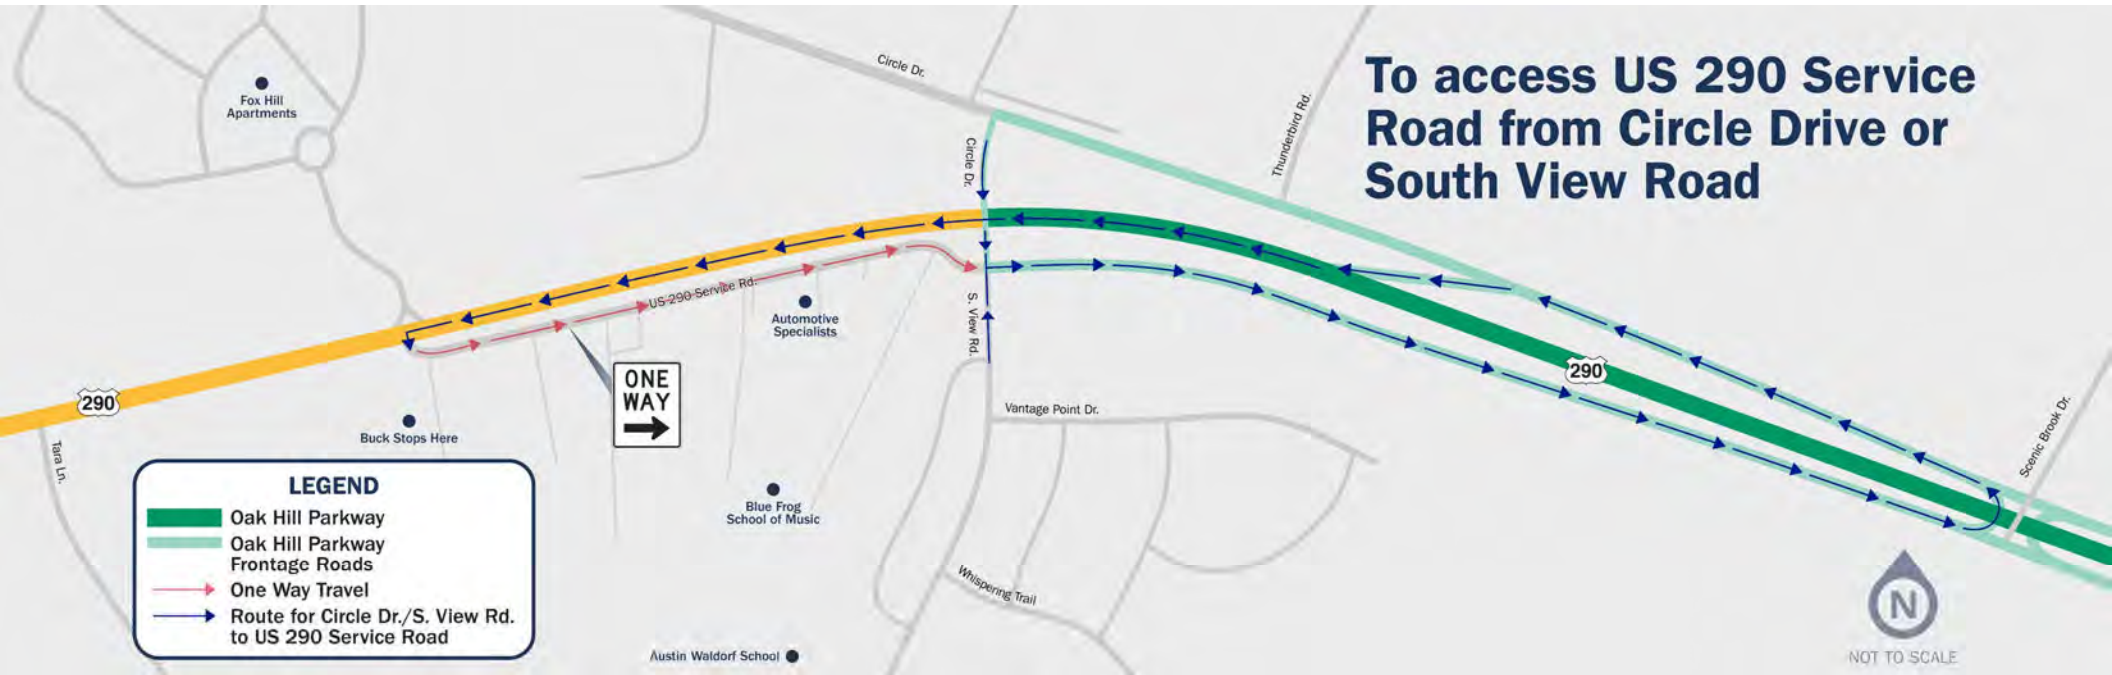 To access US 290 Service
Road from Circle Drive or
South View Road
Circle Dr.
Fox Hill
Apartments
Thunderbird Rd.
Circle Dr.
US 290 Service Rd.
Automotive
Specialists
S. View Rd.
290
ONE
WAY
290
Vantage Point Dr.
Scenic Brook Dr.
Buck Stops Here
Tara Ln.
Blue Frog
School of Music
LEGEND
Oak Hill Parkway
Oak Hill Parkway
Frontage Roads
One Way Travel
Route for Circle Dr./S. View Rd.
to US 290 Service Road
Whispering Trail
Austin Waldorf School
N
NOT TO SCALE